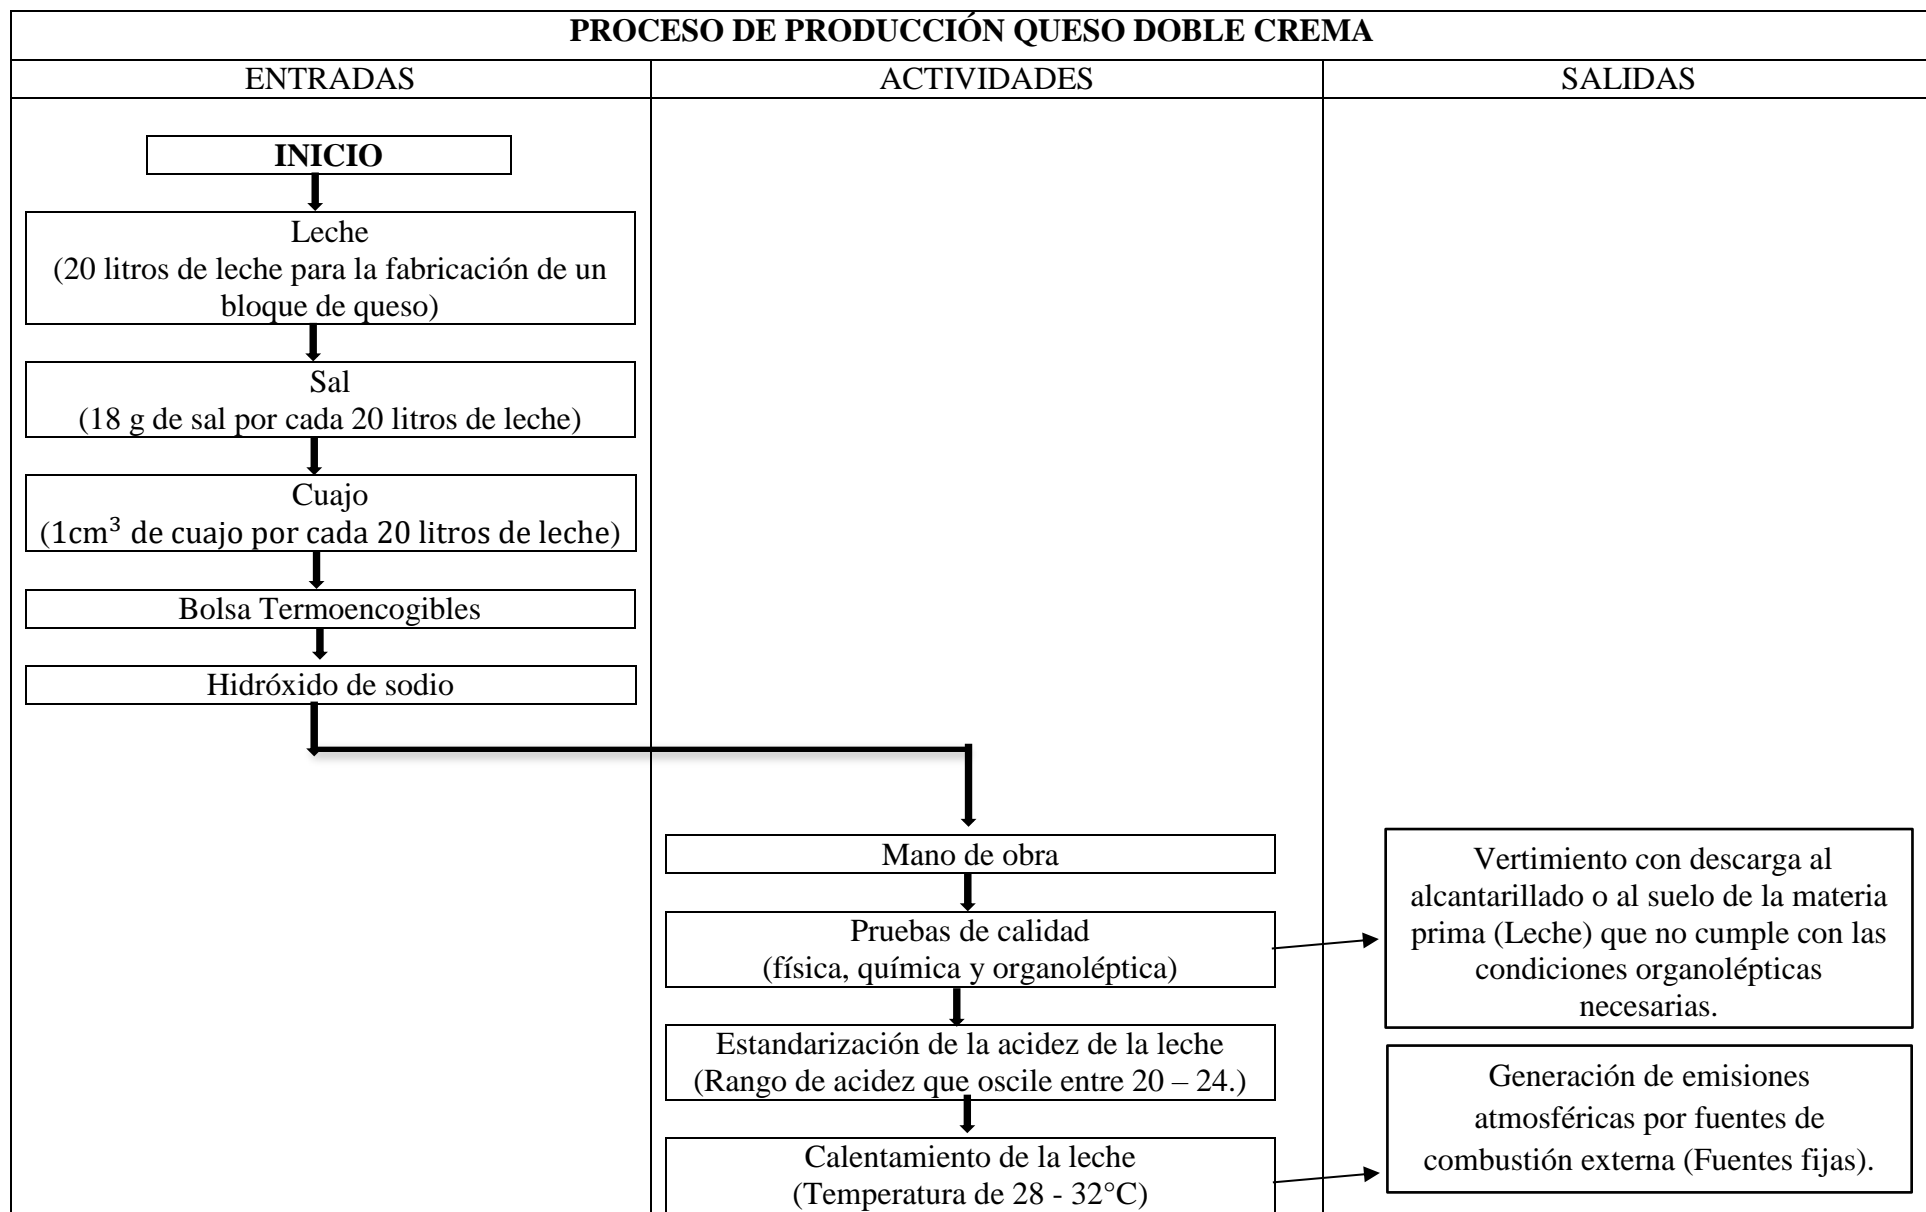 PROCESO DE PRODUCCIÓN QUESO DOBLE CREMA
ENTRADAS
ACTIVIDADES
SALIDAS
INICIO
Leche
(20 litros de leche para la fabricación de un
bloque de queso)
Sal
(18 g de sal por cada 20 litros de leche)
Cuajo
(1cm³ de cuajo por cada 20 litros de leche)
Bolsa Termoencogibles
Hidróxido de sodio
Mano de obra
Pruebas de calidad
(física, química y organoléptica)
Estandarización de la acidez de la leche
(Rango de acidez que oscile entre 20 – 24.)
Calentamiento de la leche
(Temperatura de 28 - 32°C)
Vertimiento con descarga al
alcantarillado o al suelo de la materia
prima (Leche) que no cumple con las
condiciones organolépticas
necesarias.
Generación de emisiones
atmosféricas por fuentes de
combustión externa (Fuentes fijas).